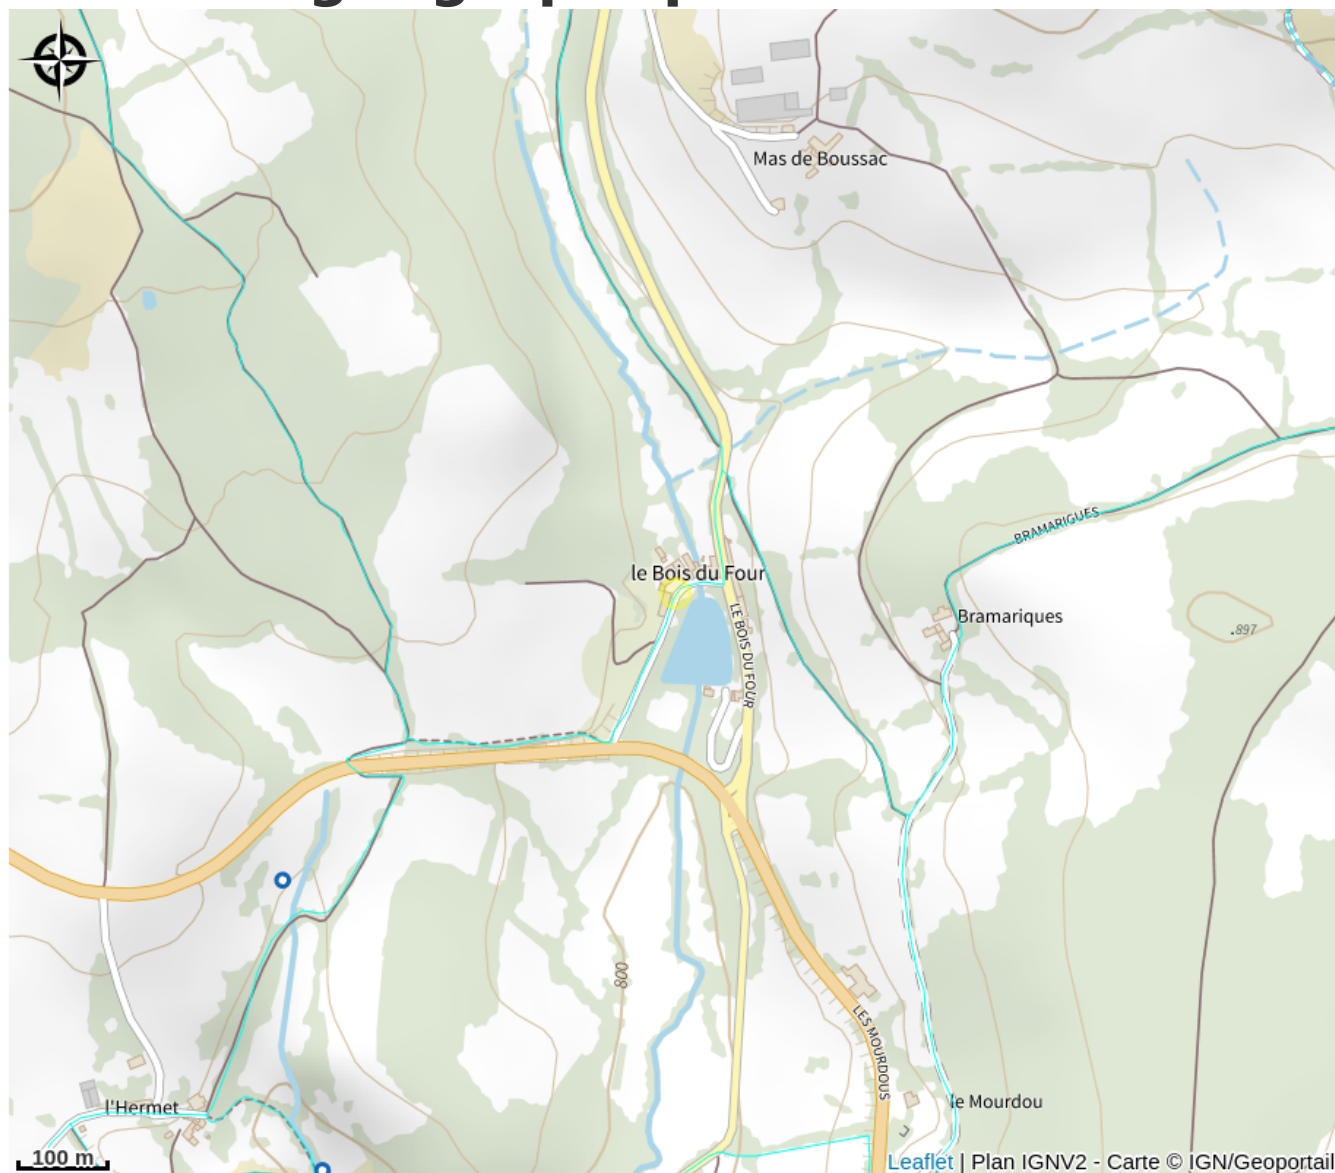 Mas de Boussac
BRAMARIGUES
le Bois du Four
LE BOIS DU FOUR
Bramariques
.897
800
LES MOURDOUS
l'Hermet
le Mourdou
100 m
Leaflet | Plan IGNV2 - Carte © IGN/Geoportail